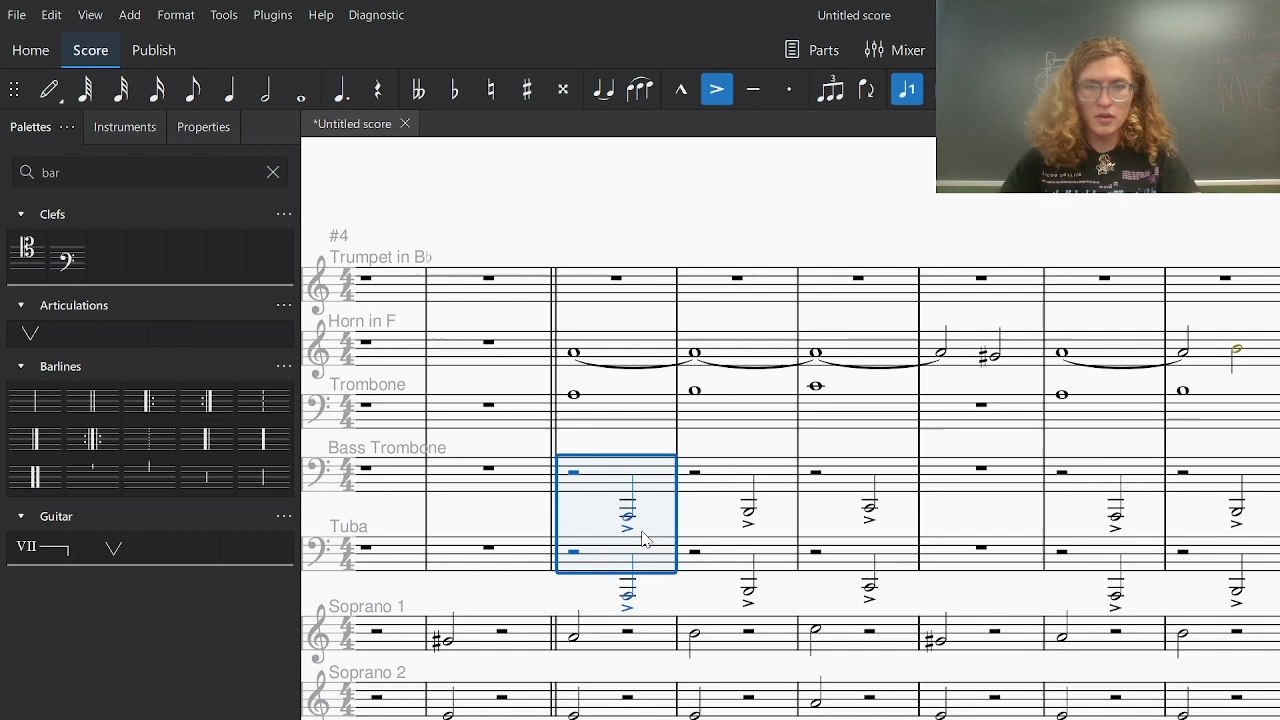 File Edit View Add Format Tools Plugins Help Diagnostic Untitled score
Home Score Publish Parts Mixer
Palettes Instruments Properties *Untitled score
bar
Clefs
#4
Trumpet in B♭
Articulations
Horn in F
Barlines
Trombone
Bass Trombone
Guitar
Tuba
VII
Soprano 1
Soprano 2